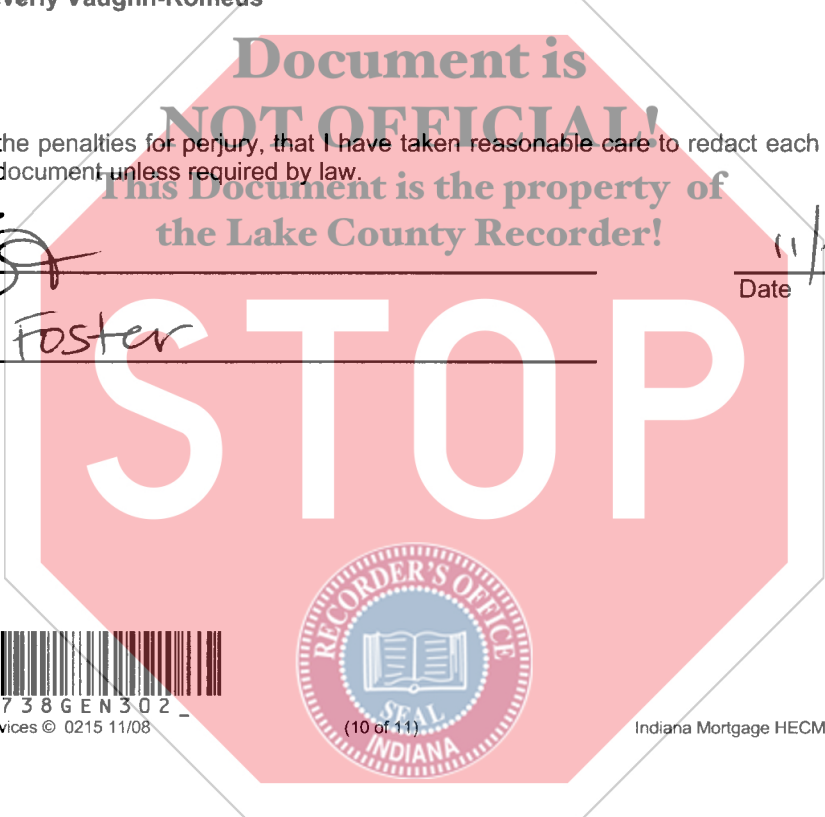 verly Vaughn-Romeus
Document is
NOT OFFICIAL!
the penalties for perjury, that I have taken reasonable care to redact each
document unless required by law.
This Document is the property of
the Lake County Recorder!
11/
Date
Foster
STOP
RECORDER'S OFFICE
SEAL
INDIANA
738GEN302_
vices © 0215 11/08
(10 of 11)
Indiana Mortgage HECM